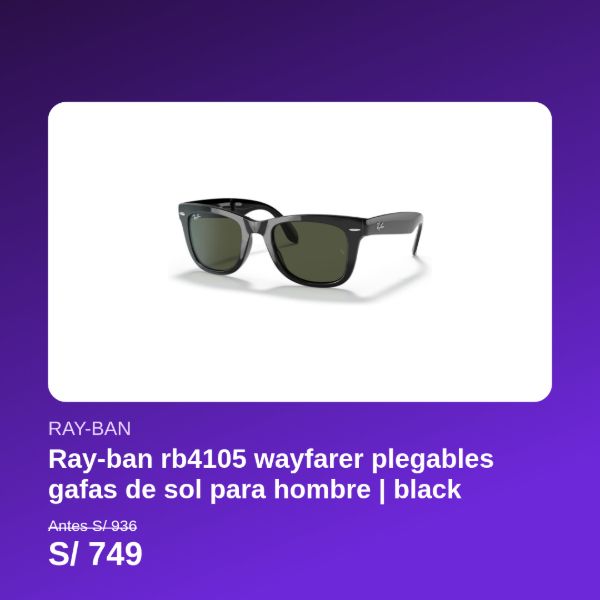 RAY-BAN
Ray-ban rb4105 wayfarer plegables
gafas de sol para hombre | black
Antes S/ 936
S/ 749